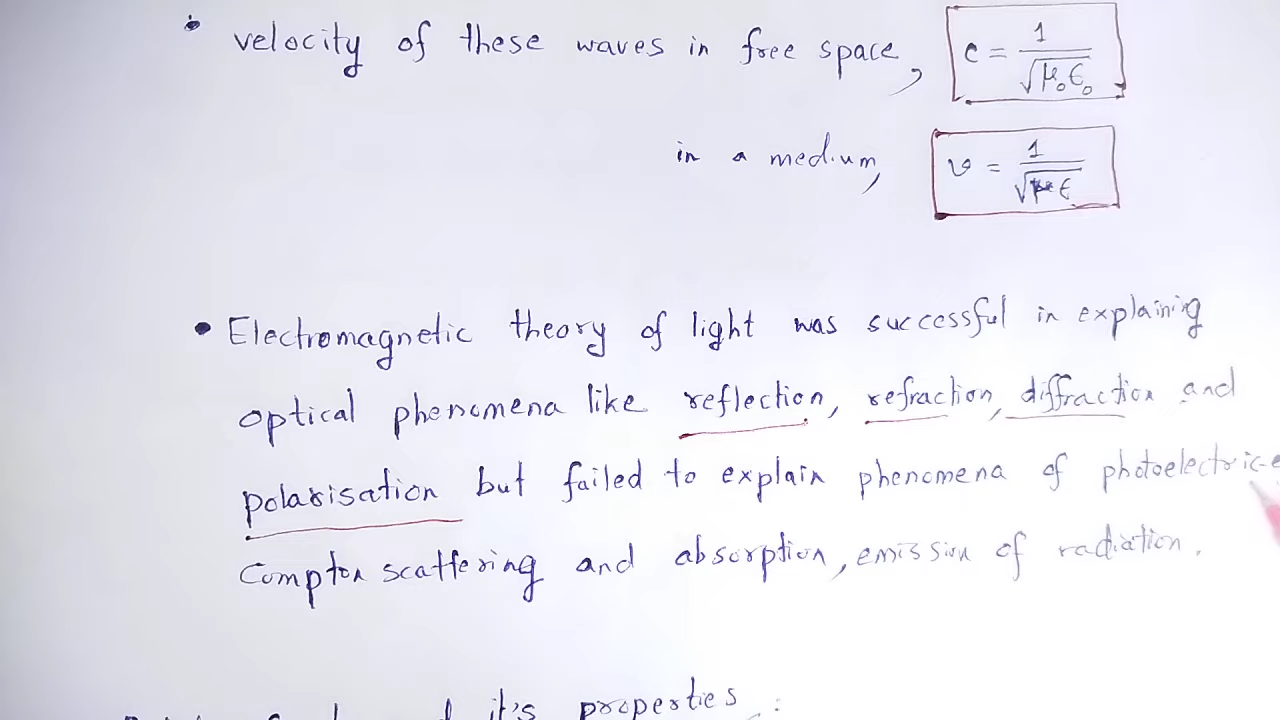 • velocity of these waves in free space, c = 1/√μ₀ε₀
in a medium, v = 1/√με
• Electromagnetic theory of light was successful in explaining
optical phenomena like reflection, refraction, diffraction and
polarisation but failed to explain phenomena of photoelectric-e
Compton scattering and absorption, emission of radiation.
it's properties :